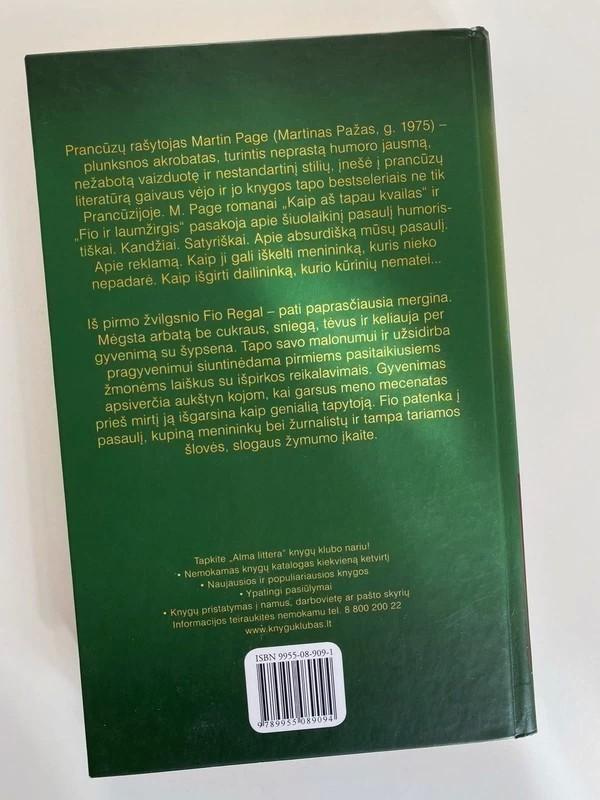 Prancūzų rašytojas Martin Page (Martinas Pažas, g. 1975) –
plunksnos akrobatas, turintis neprastą humoro jausmą,
nežabotą vaizduotę ir nestandartinį stilių, įnešė į prancūzų
literatūrą gaivaus vėjo ir jo knygos tapo bestseleriais ne tik
Prancūzijoje. M. Page romanai „Kaip aš tapau kvailas“ ir
„Fio ir laumžirgis“ pasakoja apie šiuolaikinį pasaulį humoris-
tiškai. Kandžiai. Satyriškai. Apie absurdišką mūsų pasaulį.
Apie reklamą. Kaip ji gali iškelti menininką, kuris nieko
nepadarė. Kaip išgirti dailininką, kurio kūrinių nematei...
Iš pirmo žvilgsnio Fio Regal – pati paprasčiausia mergina.
Mėgsta arbatą be cukraus, sniegą, tėvus ir keliauja per
gyvenimą su šypsena. Tapo savo malonumui ir užsidirba
pragyvenimui siuntinėdama pirmiems pasitaikiusiems
žmonėms laiškus su išpirkos reikalavimais. Gyvenimas
apsiverčia aukštyn kojom, kai garsus meno mecenatas
prieš mirtį ją išgarsina kaip genialią tapytoją. Fio patenka į
pasaulį, kupiną menininkų bei žurnalistų ir tampa tariamos
šlovės, slogaus žymumo įkaite.
Tapkite „Alma littera“ knygų klubo nariu!
• Nemokamas knygų katalogas kiekvieną ketvirtį
• Naujausios ir populiariausios knygos
• Ypatingi pasiūlymai
• Knygų pristatymas į namus, darbovietę ar pašto skyrių
Informacijos teiraukitės nemokamu tel. 8 800 200 22
www.knyguklubas.lt
ISBN 9955-08-909-1
9789955089094